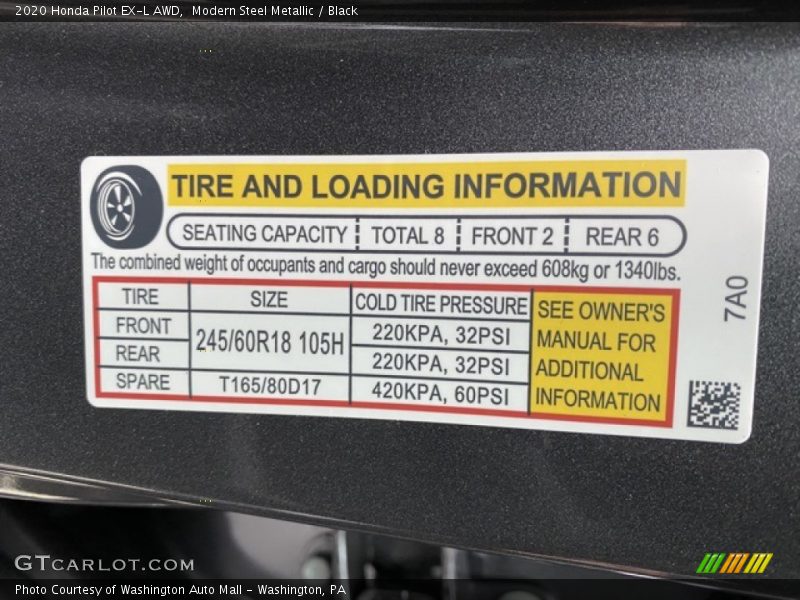 2020 Honda Pilot EX-L AWD,  Modern Steel Metallic / Black
TIRE AND LOADING INFORMATION
SEATING CAPACITY TOTAL 8 FRONT 2 REAR 6
The combined weight of occupants and cargo should never exceed 608kg or 1340lbs.
TIRE SIZE COLD TIRE PRESSURE
FRONT 245/60R18 105H 220KPA, 32PSI
REAR 220KPA, 32PSI
SPARE T165/80D17 420KPA, 60PSI
SEE OWNER'S
MANUAL FOR
ADDITIONAL
INFORMATION
7A0
GTCARLOT.COM
Photo Courtesy of Washington Auto Mall - Washington, PA